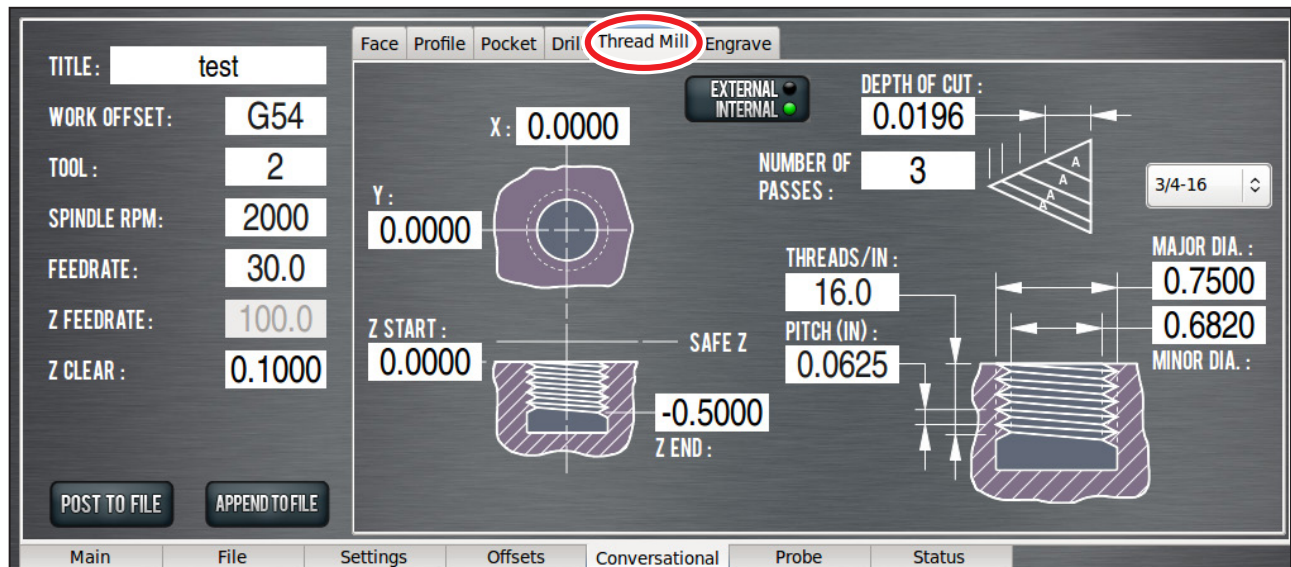 Face Profile Pocket Drill Thread Mill Engrave
TITLE: test
WORK OFFSET: G54
TOOL: 2
SPINDLE RPM: 2000
FEEDRATE: 30.0
Z FEEDRATE: 100.0
Z CLEAR: 0.1000
POST TO FILE
APPEND TO FILE
X: 0.0000
Y:
0.0000
EXTERNAL
INTERNAL
DEPTH OF CUT:
0.0196
NUMBER OF
PASSES: 3
A
A
A
A
3/4-16
Z START:
0.0000
SAFE Z
-0.5000
Z END:
THREADS/IN:
16.0
PITCH (IN):
0.0625
MAJOR DIA.:
0.7500
0.6820
MINOR DIA.:
Main File Settings Offsets Conversational Probe Status